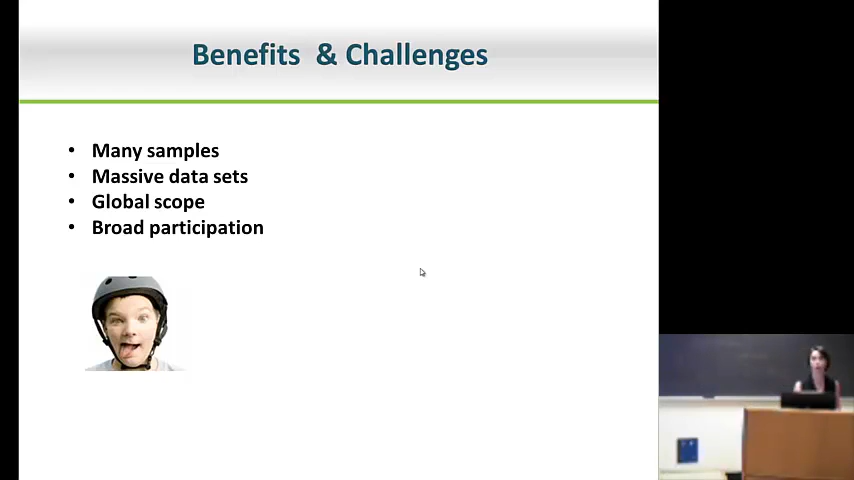 Benefits & Challenges
• Many samples
• Massive data sets
• Global scope
• Broad participation